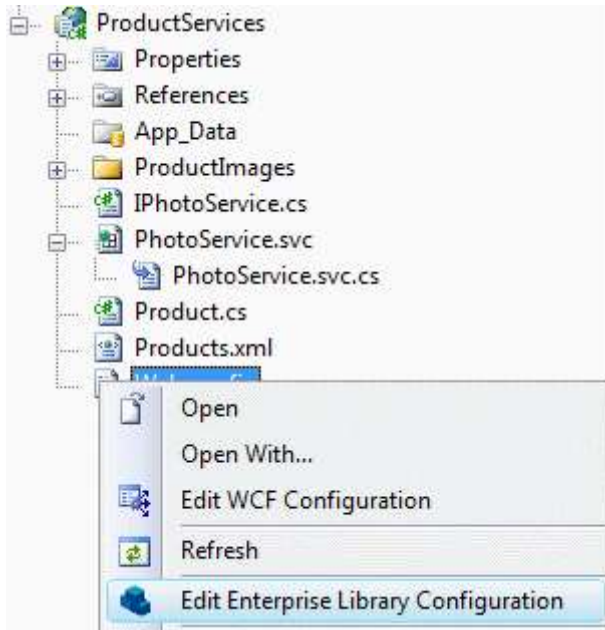 ProductServices
Properties
References
App_Data
ProductImages
IPhotoService.cs
PhotoService.svc
PhotoService.svc.cs
Product.cs
Products.xml
Open
Open With...
Edit WCF Configuration
Refresh
Edit Enterprise Library Configuration